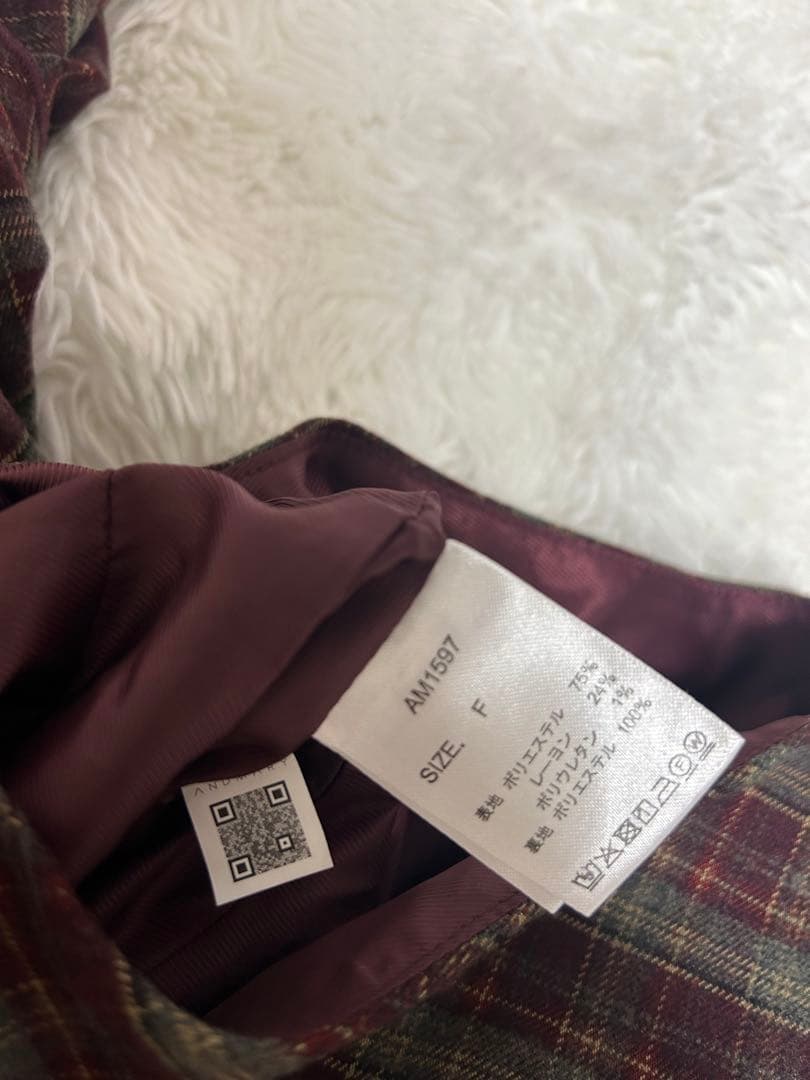 AM1597
SIZE. F
表地 ポリエステル 75%
レーヨン 24%
ポリウレタン 1%
裏地 ポリエステル 100%
F W
ANDMARY